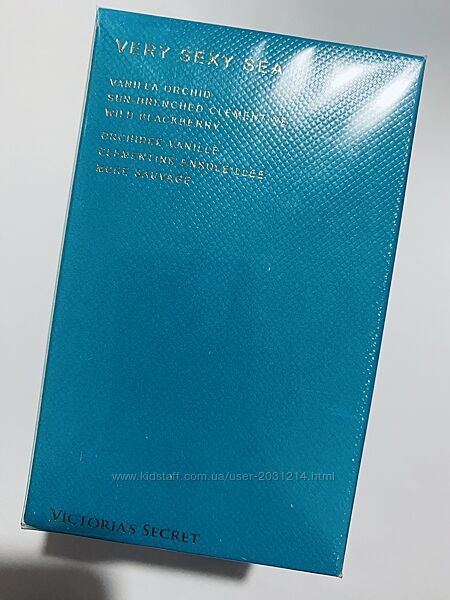 VERY SEXY SEA
VANILLA ORCHID
SUN-DRENCHED CLEMENTINE
WILD BLACKBERRY
ORCHIDÉE VANILLE
CLÉMENTINE ENSOLEILLÉE
MÛRE SAUVAGE
www.kidstaff.com.ua/user-2031214.html
VICTORIA'S SECRET